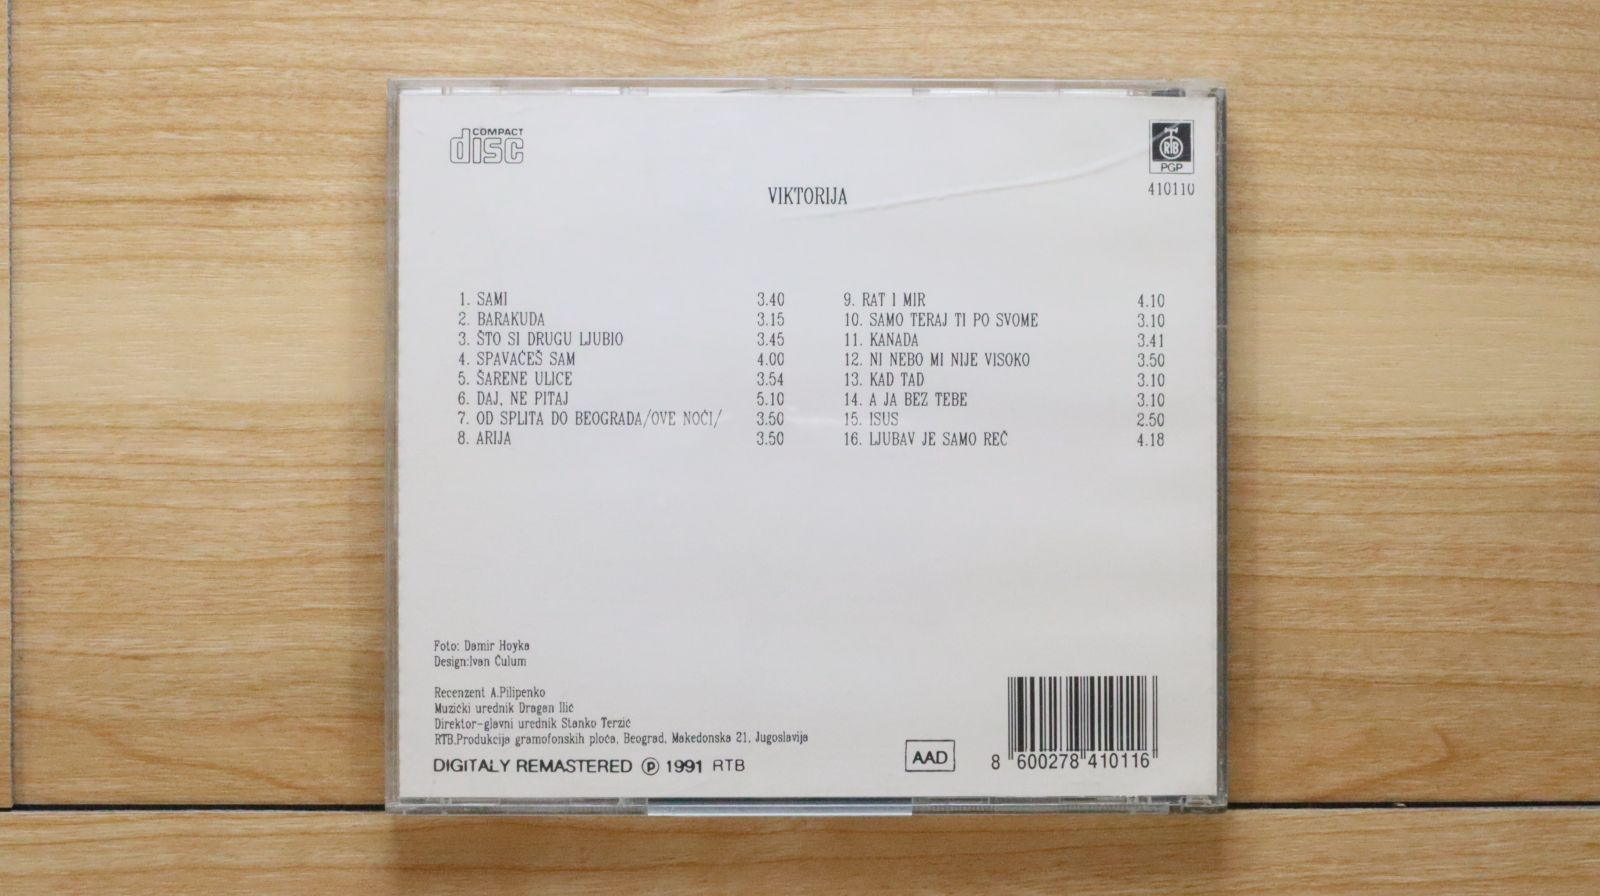 COMPACT
disc
RTB
PGP
410110
VIKTORIJA
1. SAMI 3.40
2. BARAKUDA 3.15
3. ŠTO SI DRUGU LJUBIO 3.45
4. SPAVAĆEŠ SAM 4.00
5. ŠARENE ULICE 3.54
6. DAJ, NE PITAJ 5.10
7. OD SPLITA DO BEOGRADA/OVE NOĆI/ 3.50
8. ARIJA 3.50
9. RAT I MIR 4.10
10. SAMO TERAJ TI PO SVOME 3.10
11. KANADA 3.41
12. NI NEBO MI NIJE VISOKO 3.50
13. KAD TAD 3.10
14. A JA BEZ TEBE 3.10
15. ISUS 2.50
16. LJUBAV JE SAMO REČ 4.18
Foto: Damir Hoyka
Design:Ivan Ćulum
Recenzent A.Pilipenko
Muzički urednik Dragan Ilić
Direktor-glavni urednik Stanko Terzić
RTB.Produkcija gramofonskih ploča, Beograd, Makedonska 21, Jugoslavija
DIGITALY REMASTERED ℗ 1991 RTB
AAD
8 600278 410116